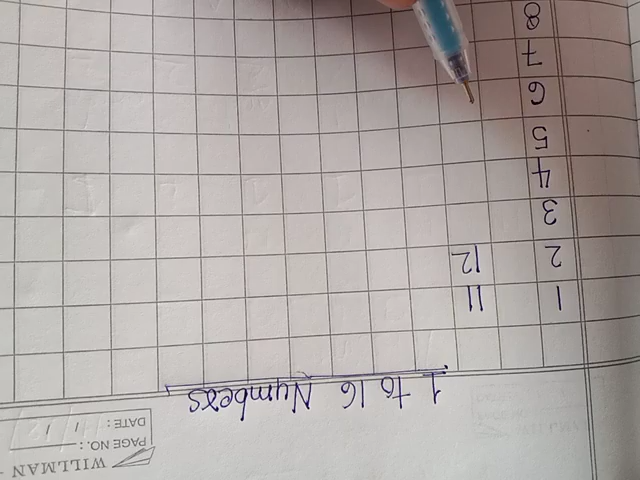 WILLMAN
PAGE NO.:
DATE: / /
1 to 16 Numbers
1 11
2 12
3
4
5
6
7
8